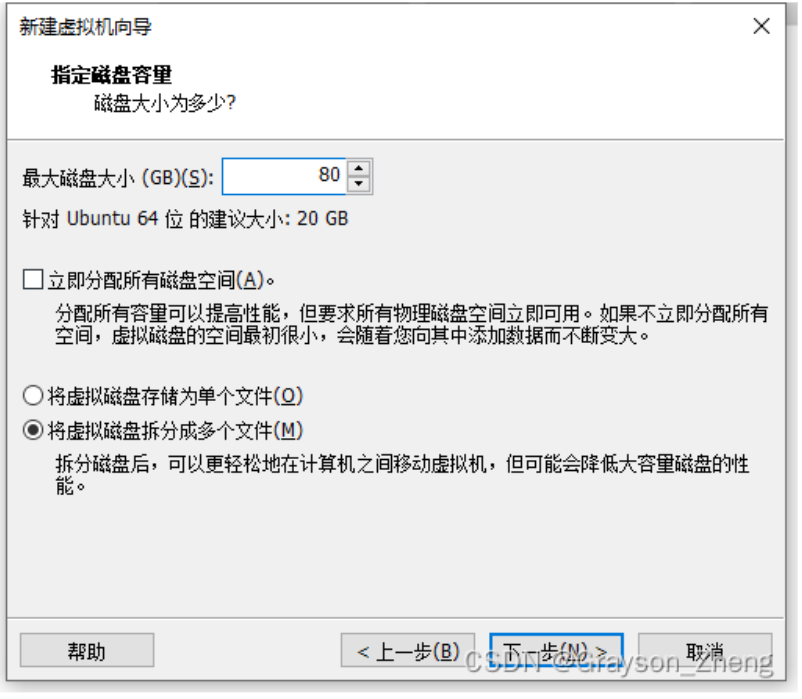 新建虚拟机向导
指定磁盘容量
磁盘大小为多少?
最大磁盘大小 (GB)(S): 80
针对 Ubuntu 64 位 的建议大小: 20 GB
立即分配所有磁盘空间(A)。
分配所有容量可以提高性能，但要求所有物理磁盘空间立即可用。如果不立即分配所有
空间，虚拟磁盘的空间最初很小，会随着您向其中添加数据而不断变大。
将虚拟磁盘存储为单个文件(O)
将虚拟磁盘拆分成多个文件(M)
拆分磁盘后，可以更轻松地在计算机之间移动虚拟机，但可能会降低大容量磁盘的性
能。
帮助 < 上一步(B) 下一步(N) > 取消
CSDN @Grayson_Zheng